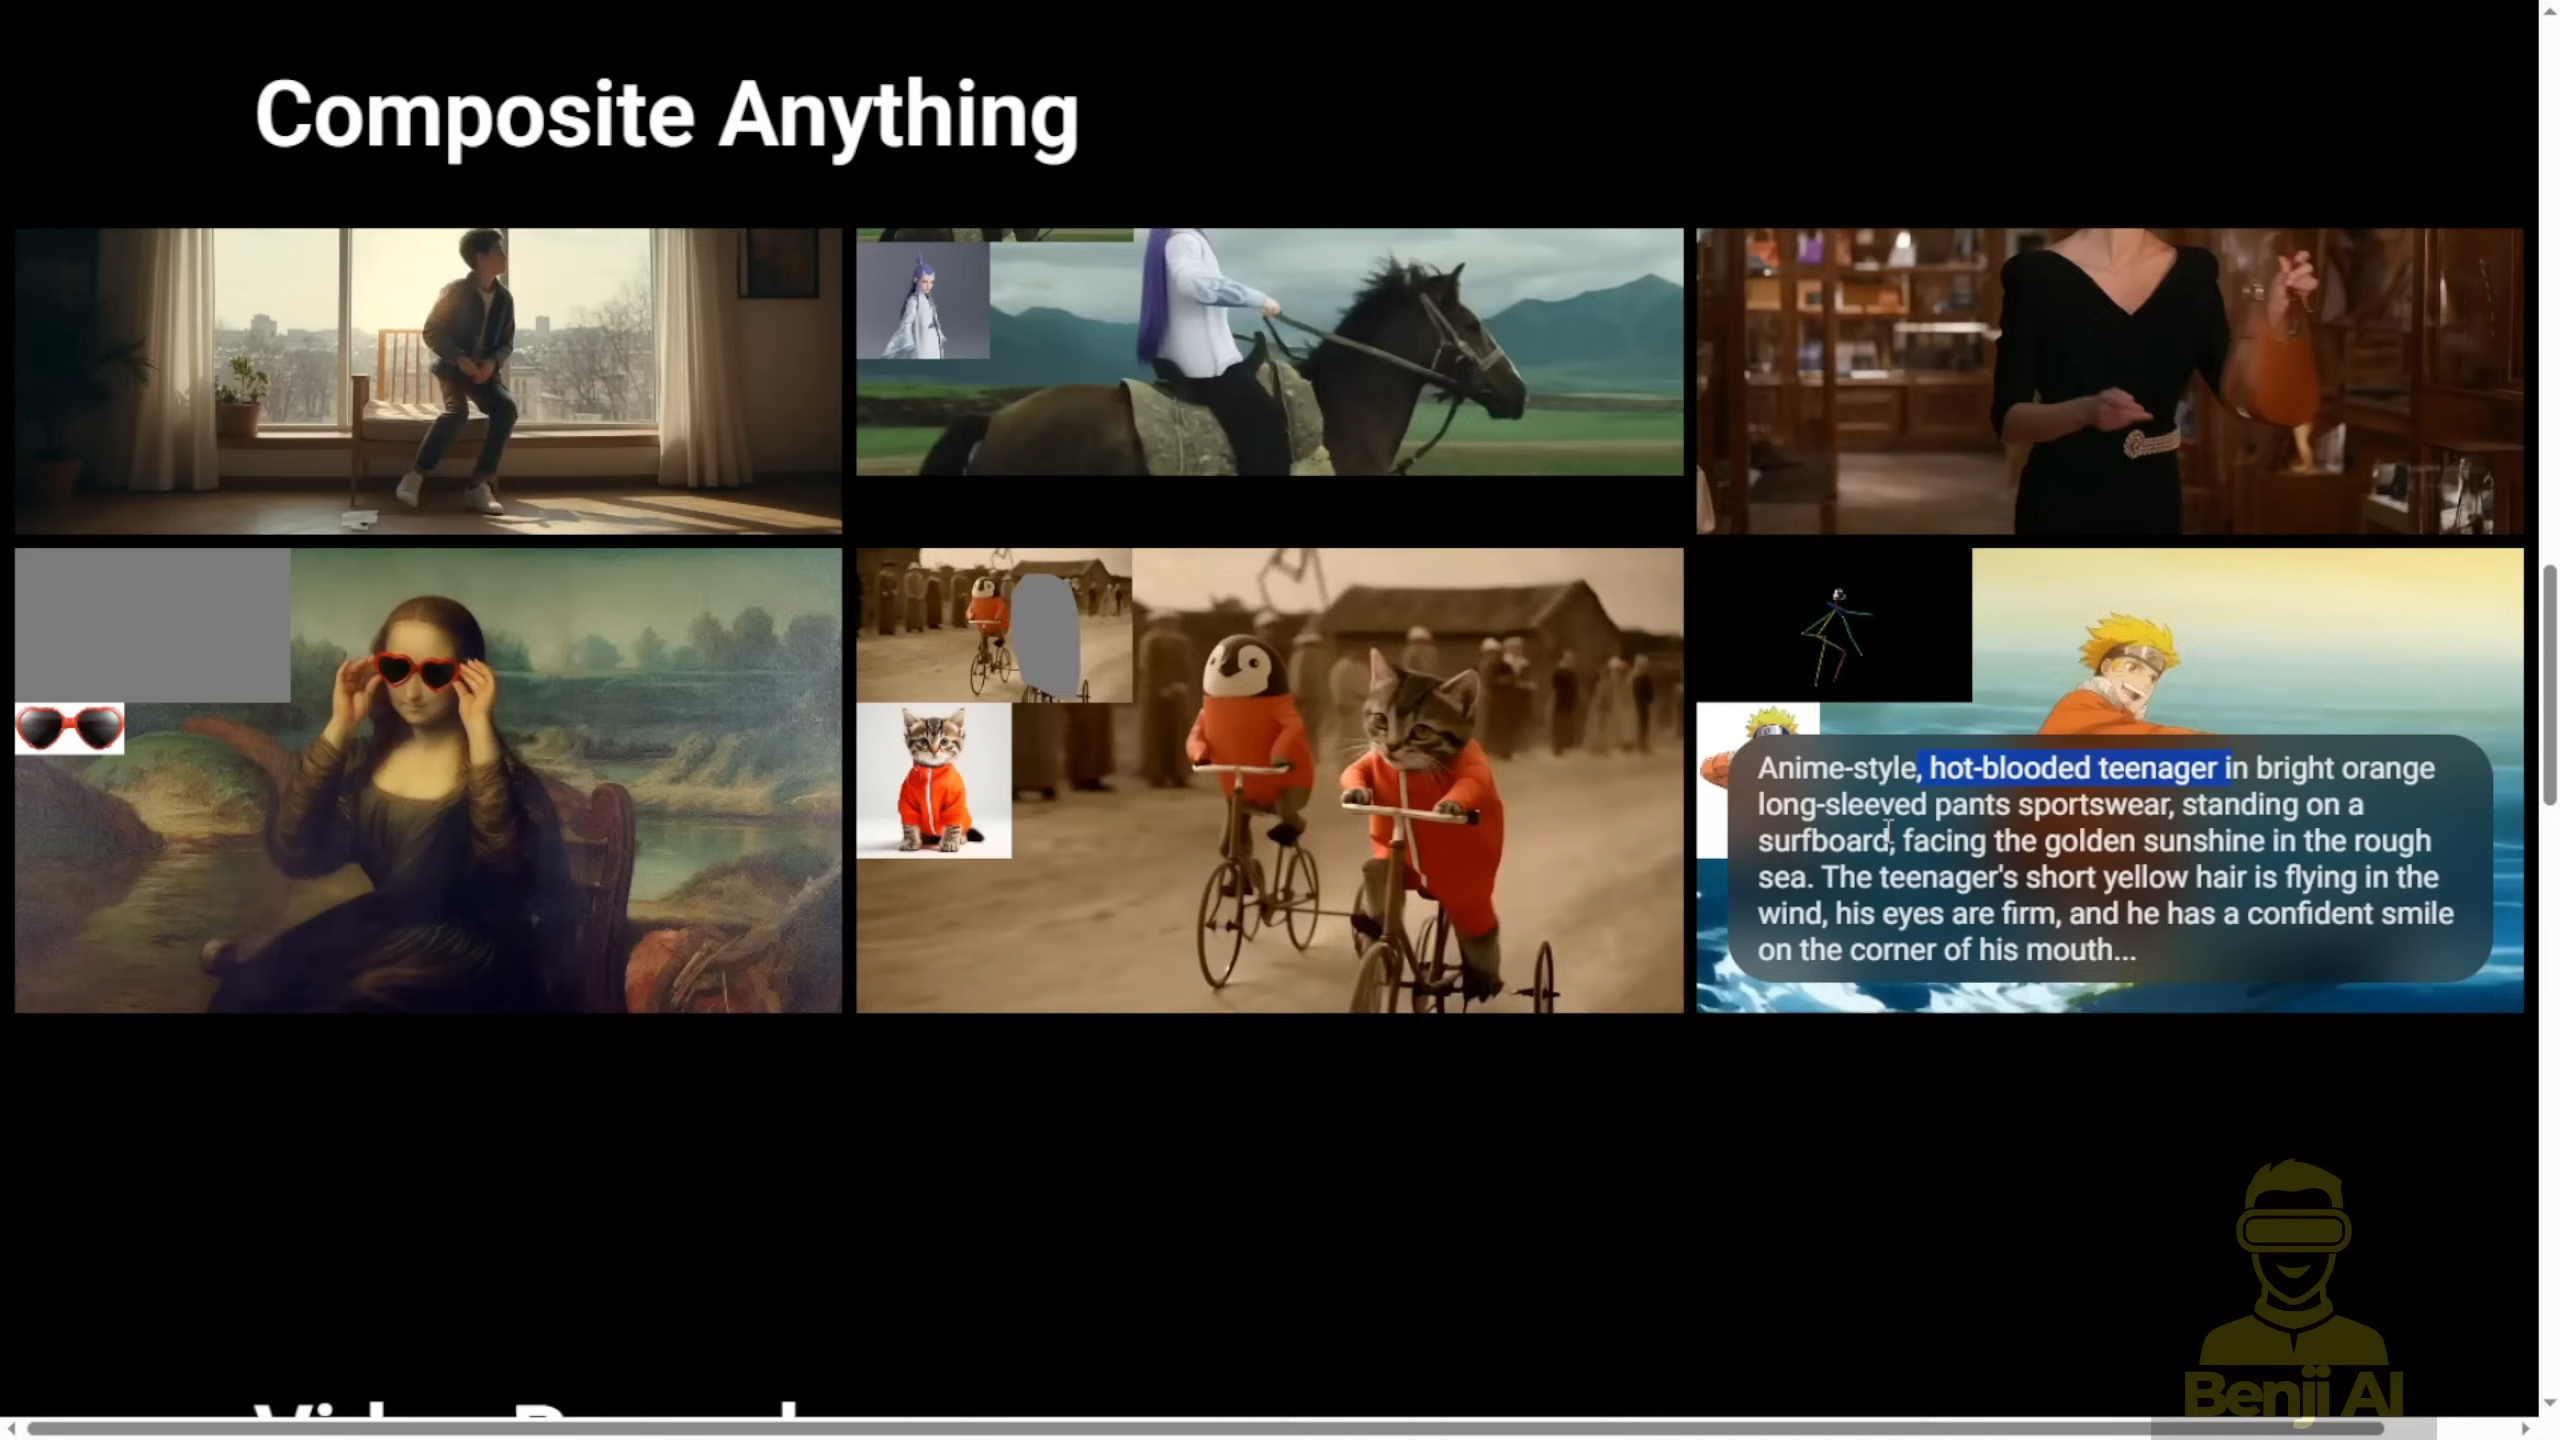 Composite Anything
Anime-style, hot-blooded teenager in bright orange
long-sleeved pants sportswear, standing on a
surfboard, facing the golden sunshine in the rough
sea. The teenager's short yellow hair is flying in the
wind, his eyes are firm, and he has a confident smile
on the corner of his mouth...
Benji AI